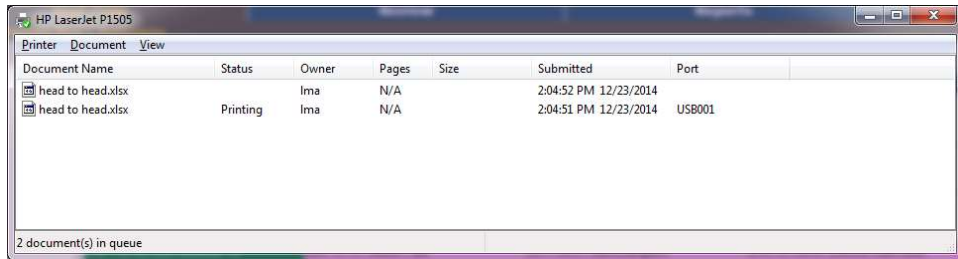 HP LaserJet P1505
Printer Document View
Document Name Status Owner Pages Size Submitted Port
head to head.xlsx Ima N/A 2:04:52 PM 12/23/2014
head to head.xlsx Printing Ima N/A 2:04:51 PM 12/23/2014 USB001
2 document(s) in queue